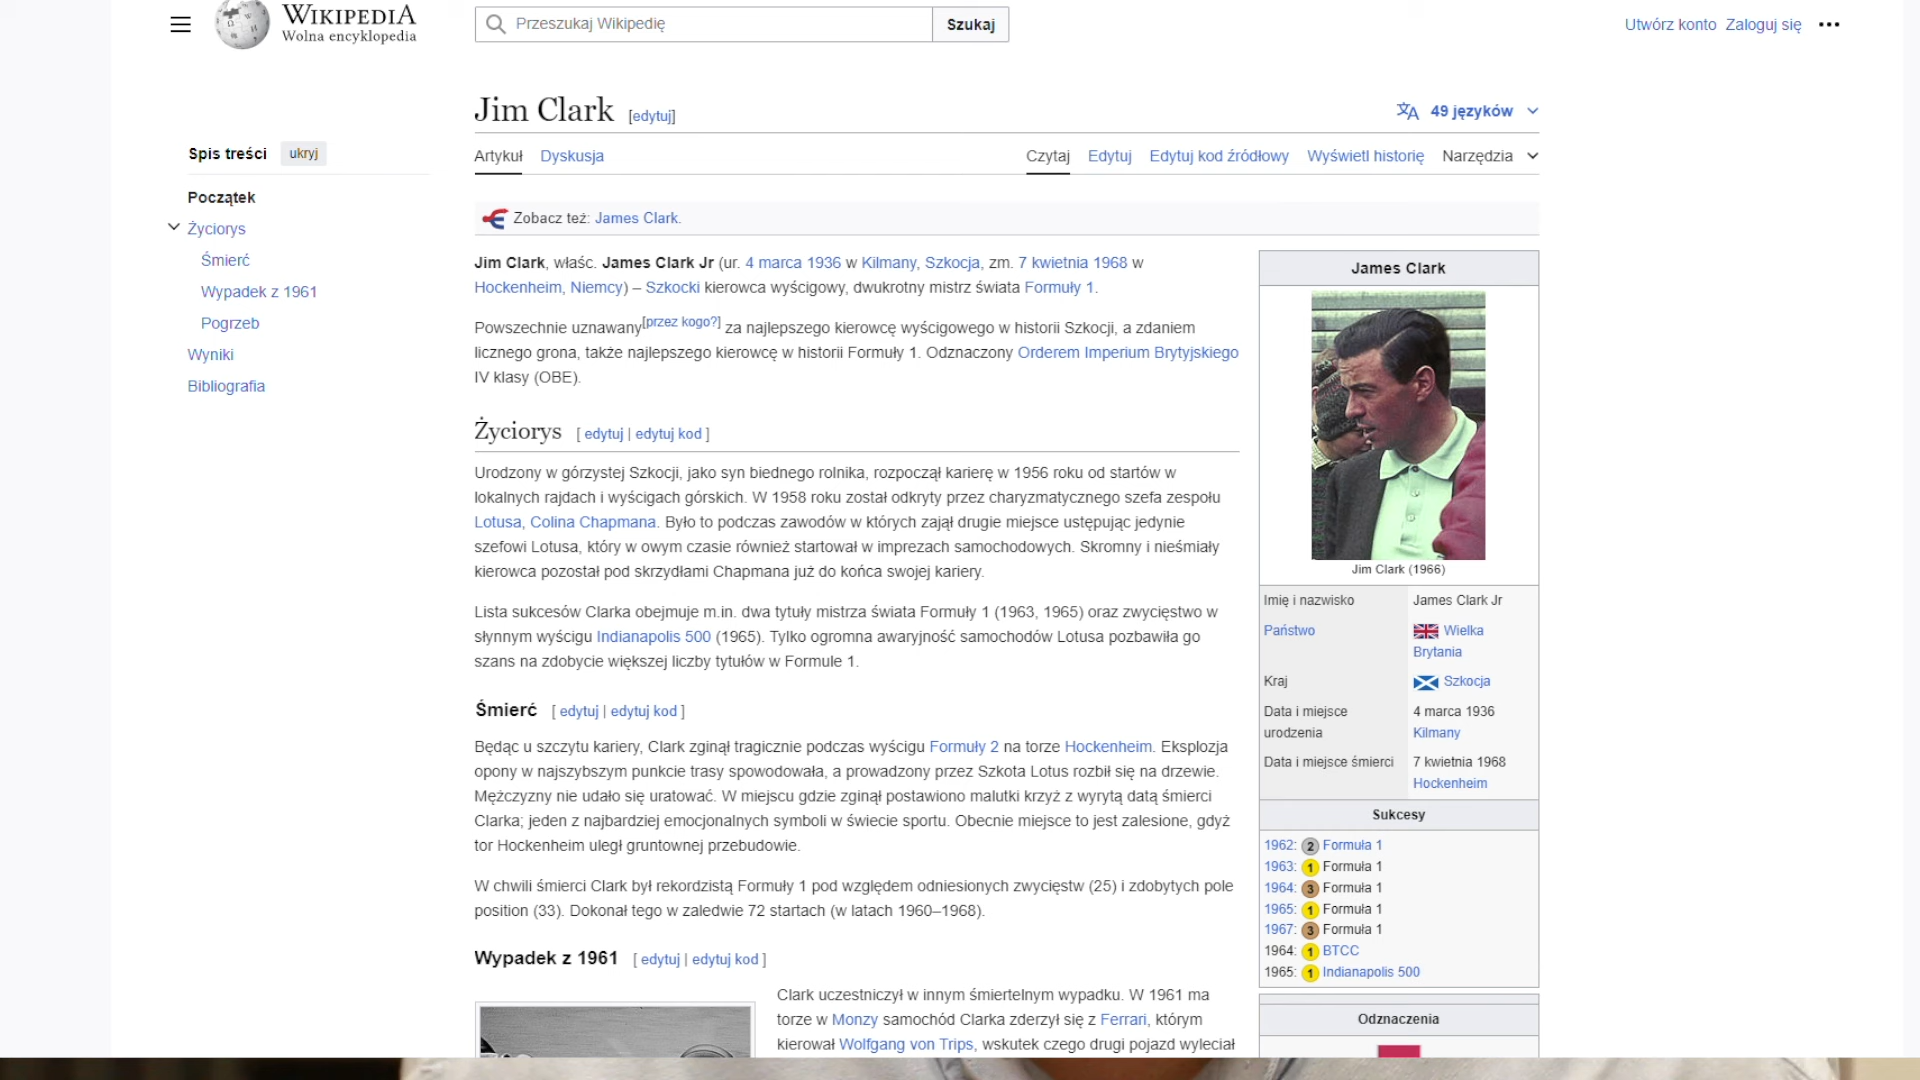 WIKIPEDIA
Wolna encyklopedia
Przeszukaj Wikipedię
Szukaj
Utwórz konto Zaloguj się
Jim Clark [edytuj]
49 języków
Spis treści ukryj
Artykuł Dyskusja
Czytaj Edytuj Edytuj kod źródłowy Wyświetl historię Narzędzia
Początek
Życiorys
Śmierć
Wypadek z 1961
Pogrzeb
Wyniki
Bibliografia
Zobacz też: James Clark.
Jim Clark, właśc. James Clark Jr (ur. 4 marca 1936 w Kilmany, Szkocja, zm. 7 kwietnia 1968 w
Hockenheim, Niemcy) – Szkocki kierowca wyścigowy, dwukrotny mistrz świata Formuły 1.
Powszechnie uznawany[przez kogo?] za najlepszego kierowcę wyścigowego w historii Szkocji, a zdaniem
licznego grona, także najlepszego kierowcę w historii Formuły 1. Odznaczony Orderem Imperium Brytyjskiego
IV klasy (OBE).
Życiorys [ edytuj | edytuj kod ]
Urodzony w górzystej Szkocji, jako syn biednego rolnika, rozpoczął karierę w 1956 roku od startów w
lokalnych rajdach i wyścigach górskich. W 1958 roku został odkryty przez charyzmatycznego szefa zespołu
Lotusa, Colina Chapmana. Było to podczas zawodów w których zajął drugie miejsce ustępując jedynie
szefowi Lotusa, który w owym czasie również startował w imprezach samochodowych. Skromny i nieśmiały
kierowca pozostał pod skrzydłami Chapmana już do końca swojej kariery.
Lista sukcesów Clarka obejmuje m.in. dwa tytuły mistrza świata Formuły 1 (1963, 1965) oraz zwycięstwo w
słynnym wyścigu Indianapolis 500 (1965). Tylko ogromna awaryjność samochodów Lotusa pozbawiła go
szans na zdobycie większej liczby tytułów w Formule 1.
Śmierć [ edytuj | edytuj kod ]
Będąc u szczytu kariery, Clark zginął tragicznie podczas wyścigu Formuły 2 na torze Hockenheim. Eksplozja
opony w najszybszym punkcie trasy spowodowała, a prowadzony przez Szkota Lotus rozbił się na drzewie.
Mężczyzny nie udało się uratować. W miejscu gdzie zginął postawiono malutki krzyż z wyrytą datą śmierci
Clarka; jeden z najbardziej emocjonalnych symboli w świecie sportu. Obecnie miejsce to jest zalesione, gdyż
tor Hockenheim uległ gruntownej przebudowie.
W chwili śmierci Clark był rekordzistą Formuły 1 pod względem odniesionych zwycięstw (25) i zdobytych pole
position (33). Dokonał tego w zaledwie 72 startach (w latach 1960–1968).
Wypadek z 1961 [ edytuj | edytuj kod ]
Clark uczestniczył w innym śmiertelnym wypadku. W 1961 ma
torze w Monzy samochód Clarka zderzył się z Ferrari, którym
kierował Wolfgang von Trips, wskutek czego drugi pojazd wyleciał
James Clark
Jim Clark (1966)
Imię i nazwisko James Clark Jr
Państwo Wielka
Brytania
Kraj Szkocja
Data i miejsce 4 marca 1936
urodzenia Kilmany
Data i miejsce śmierci 7 kwietnia 1968
Hockenheim
Sukcesy
1962: 2 Formuła 1
1963: 1 Formuła 1
1964: 3 Formuła 1
1965: 1 Formuła 1
1967: 3 Formuła 1
1964: 1 BTCC
1965: 1 Indianapolis 500
Odznaczenia